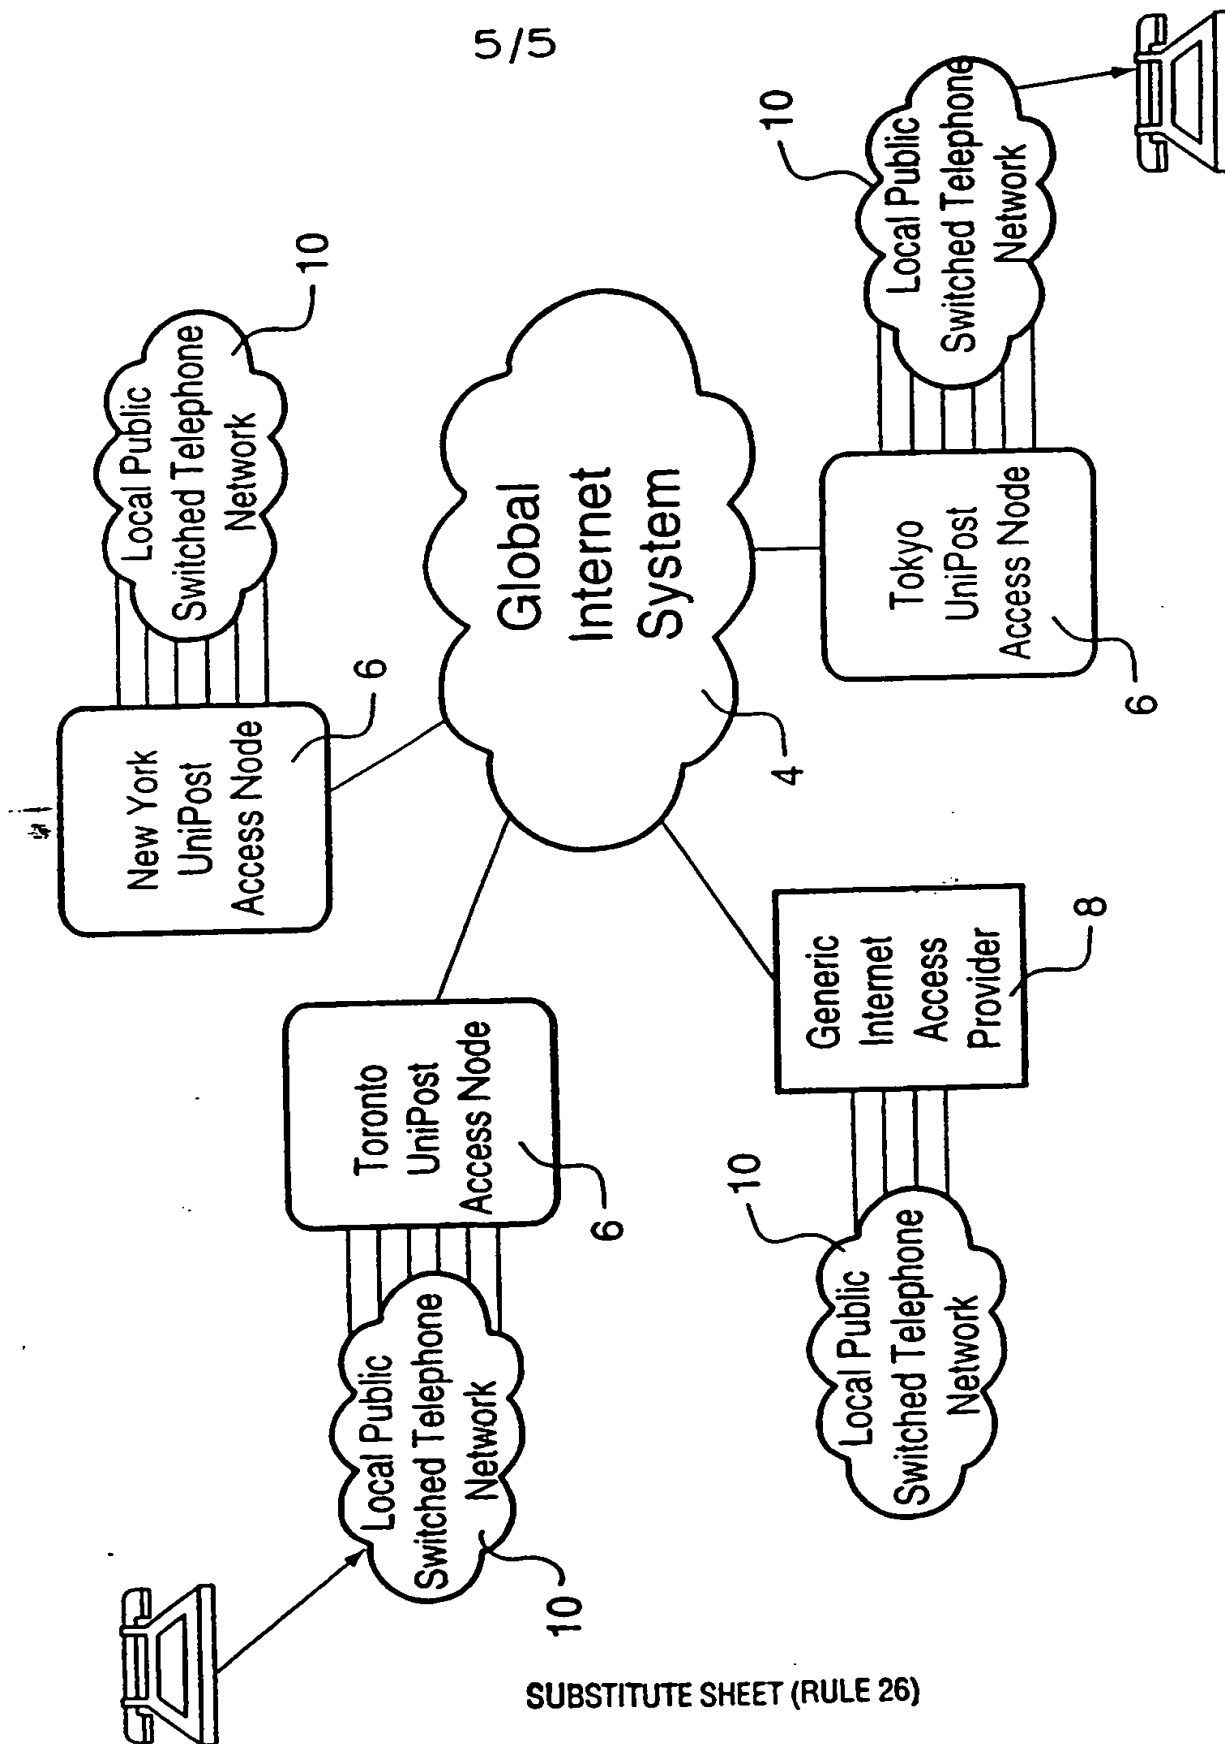 5/5
New York
UniPost
Access Node
6
Local Public
Switched Telephone
Network
10
Toronto
UniPost
Access Node
6
Local Public
Switched Telephone
Network
10
Global
Internet
System
4
Generic
Internet
Access
Provider
8
Local Public
Switched Telephone
Network
10
Tokyo
UniPost
Access Node
6
Local Public
Switched Telephone
Network
10
SUBSTITUTE SHEET (RULE 26)